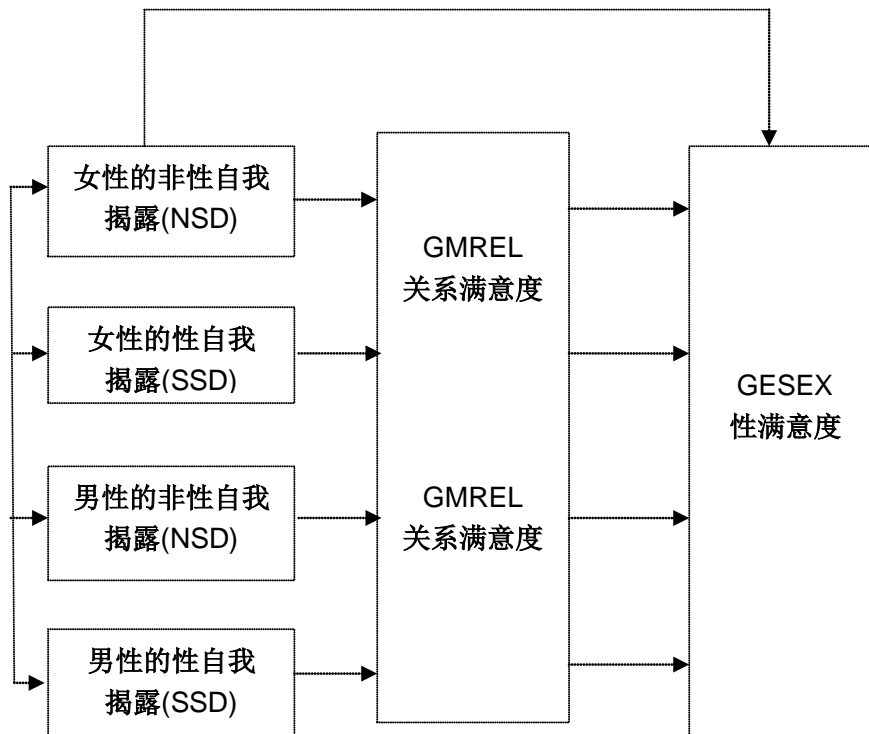 女性的非性自我
揭露(NSD)
女性的性自我
揭露(SSD)
男性的非性自我
揭露(NSD)
男性的性自我
揭露(SSD)
GMREL
关系满意度
GMREL
关系满意度
GESEX
性满意度